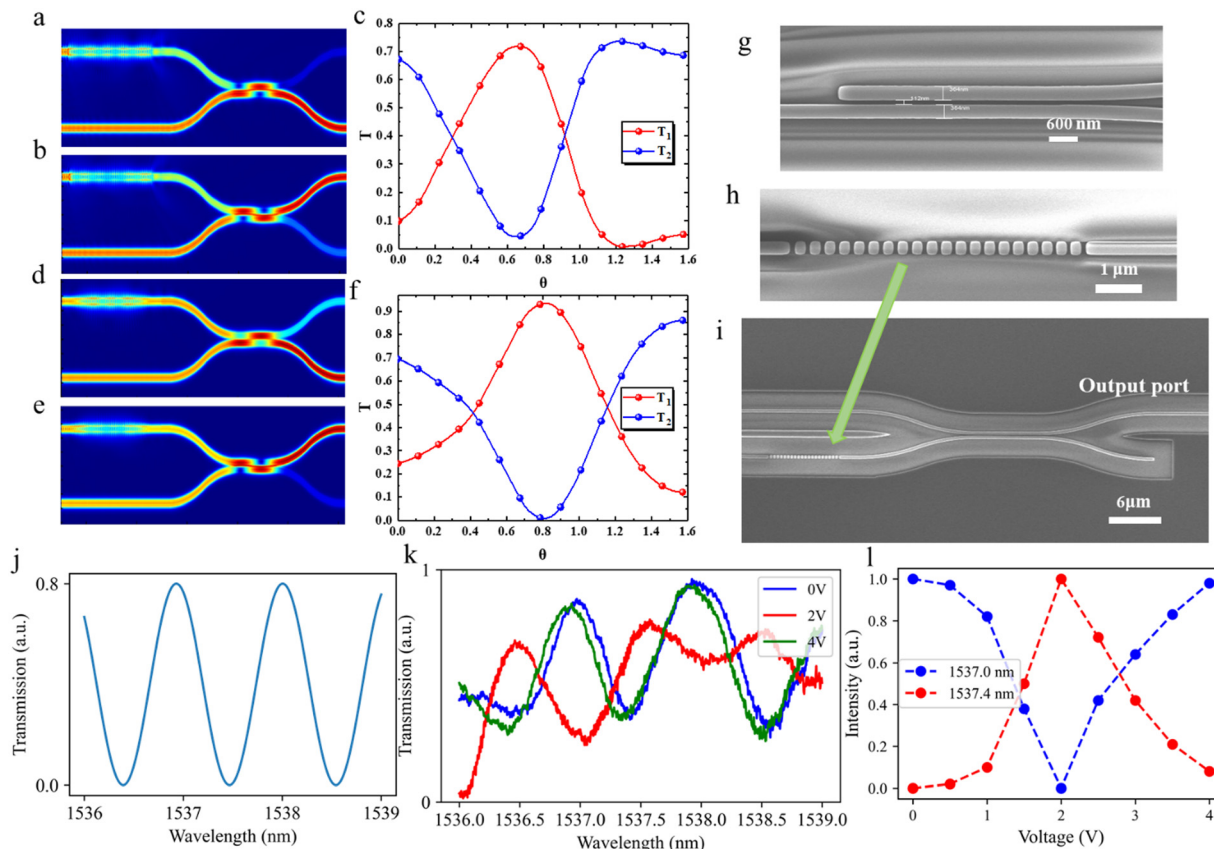 a
b
d
e
c
0.8
0.7
0.6
0.5
0.4
0.3
0.2
0.1
0.0
T
T1
T2
0.0 0.2 0.4 0.6 0.8 1.0 1.2 1.4 1.6
θ
f
1.0
0.9
0.8
0.7
0.6
0.5
0.4
0.3
0.2
0.1
0.0
T
T1
T2
0.0 0.2 0.4 0.6 0.8 1.0 1.2 1.4 1.6
θ
g
364nm
112nm
364nm
600 nm
h
1 μm
i
Output port
6μm
j
Transmission (a.u.)
0.8
0.0
1536 1537 1538 1539
Wavelength (nm)
k
Transmission (a.u.)
1
0
0V
2V
4V
1536.0 1536.5 1537.0 1537.5 1538.0 1538.5 1539.0
Wavelength (nm)
l
Intensity (a.u.)
1.0
0.8
0.6
0.4
0.2
0.0
1537.0 nm
1537.4 nm
0 1 2 3 4
Voltage (V)